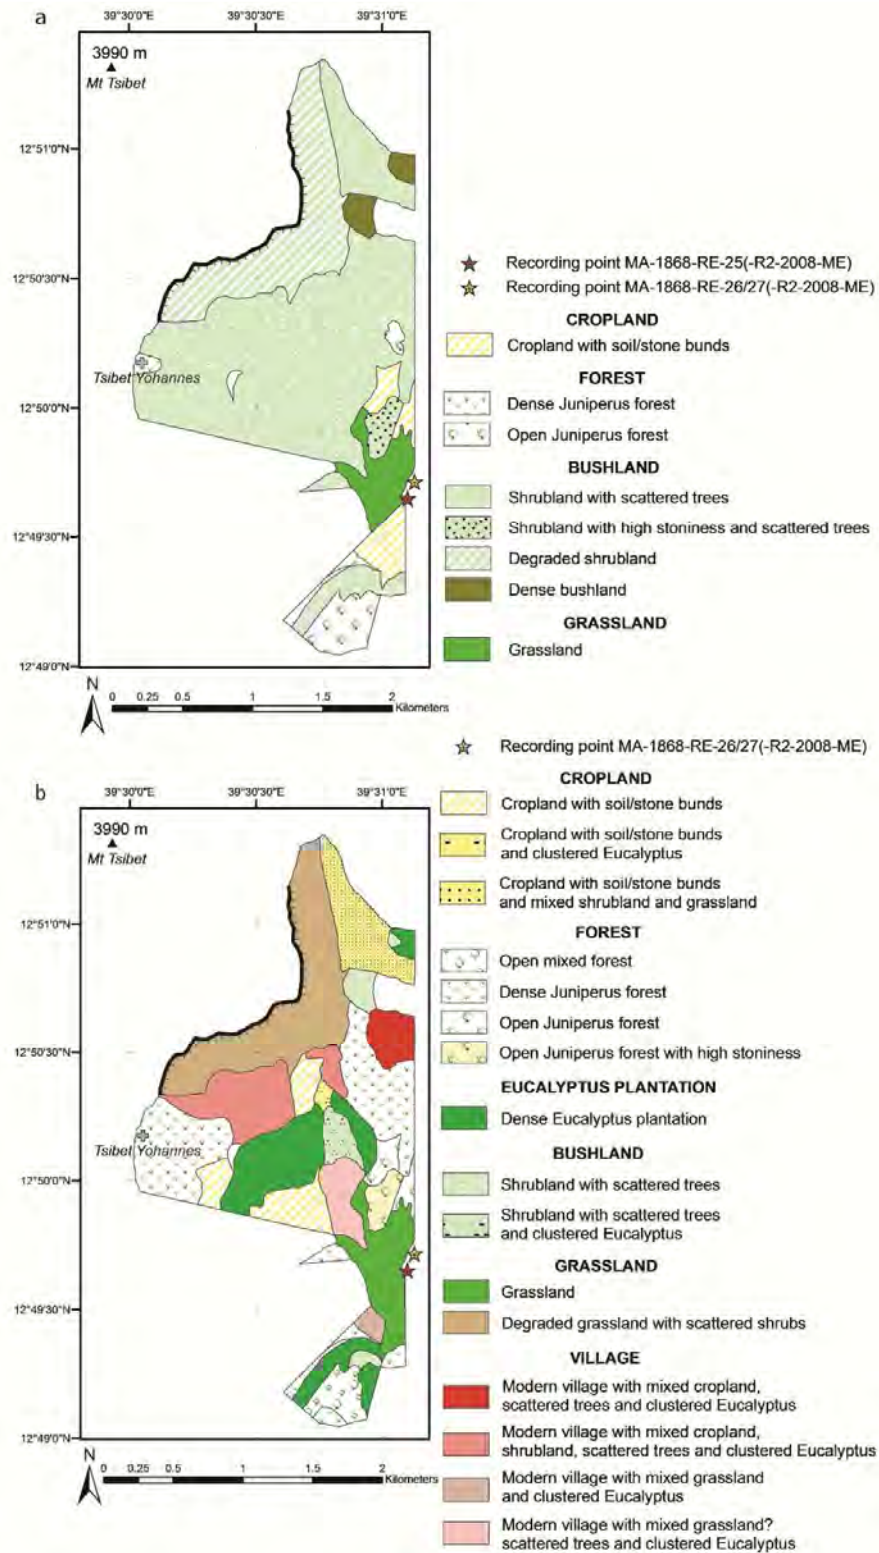 a
39°30'0"E 39°30'30"E 39°31'0"E
3990 m
Mt Tsibet
12°51'0"N
12°50'30"N
Tsibet Yohannes
12°50'0"N
12°49'30"N
12°49'0"N
N
0 0.25 0.5 1 2
Kilometers
Recording point MA-1868-RE-25(-R2-2008-ME)
Recording point MA-1868-RE-26/27(-R2-2008-ME)
CROPLAND
Cropland with soil/stone bunds
FOREST
Dense Juniperus forest
Open Juniperus forest
BUSHLAND
Shrubland with scattered trees
Shrubland with high stoniness and scattered trees
Degraded shrubland
Dense bushland
GRASSLAND
Grassland
b
39°30'0"E 39°30'30"E 39°31'0"E
3990 m
Mt Tsibet
12°51'0"N
12°50'30"N
Tsibet Yohannes
12°50'0"N
12°49'30"N
12°49'0"N
N
0 0.25 0.5 1 1.5 2
Kilometers
Recording point MA-1868-RE-26/27(-R2-2008-ME)
CROPLAND
Cropland with soil/stone bunds
Cropland with soil/stone bunds
and clustered Eucalyptus
Cropland with soil/stone bunds
and mixed shrubland and grassland
FOREST
Open mixed forest
Dense Juniperus forest
Open Juniperus forest
Open Juniperus forest with high stoniness
EUCALYPTUS PLANTATION
Dense Eucalyptus plantation
BUSHLAND
Shrubland with scattered trees
Shrubland with scattered trees
and clustered Eucalyptus
GRASSLAND
Grassland
Degraded grassland with scattered shrubs
VILLAGE
Modern village with mixed cropland,
scattered trees and clustered Eucalyptus
Modern village with mixed cropland,
shrubland, scattered trees and clustered Eucalyptus
Modern village with mixed grassland
and clustered Eucalyptus
Modern village with mixed grassland?
scattered trees and clustered Eucalyptus